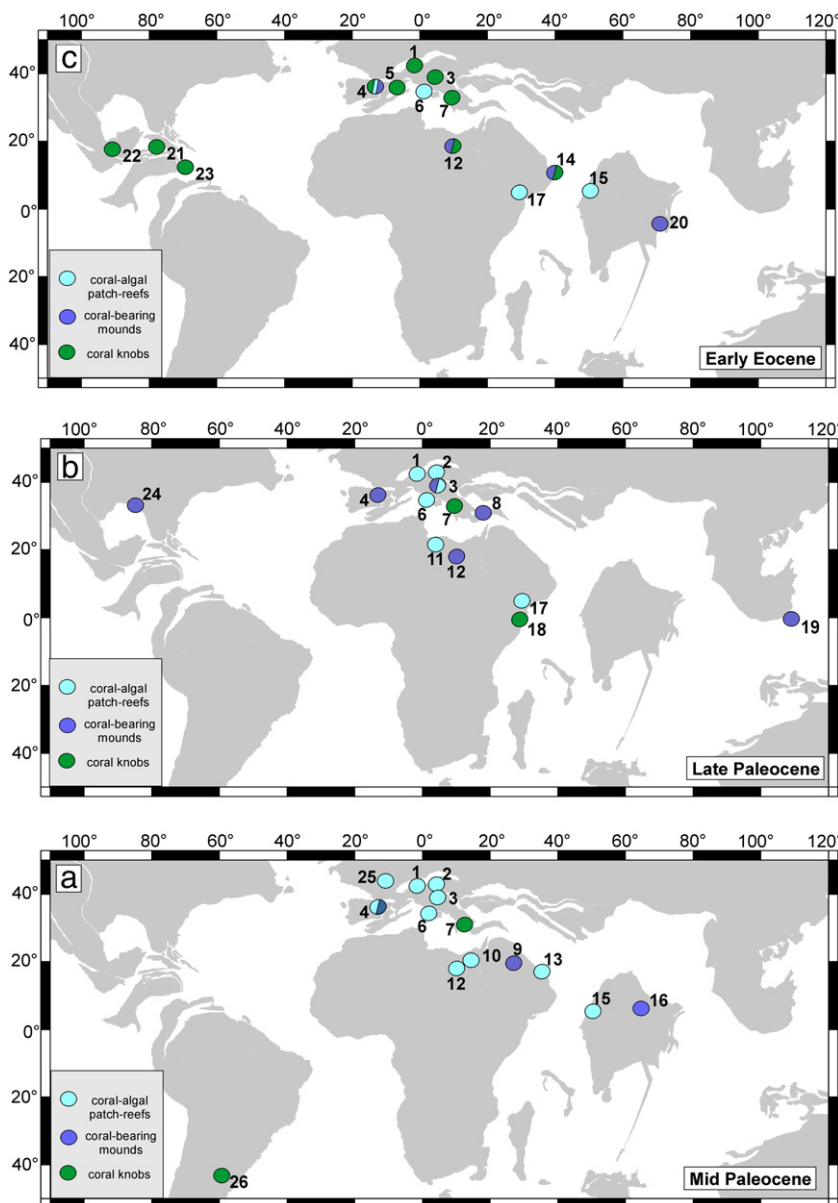 100° 80° 60° 40° 20° 0° 20° 40° 60° 80° 100° 120°
c
1
40°
5
3
4
6
7
20°
12
14
22
21
23
15
17
0°
20
coral-algal
patch-reefs
coral-bearing
mounds
coral knobs
20°
40°
Early Eocene
100° 80° 60° 40° 20° 0° 20° 40° 60° 80° 100° 120°
b
1
2
40°
24
4
3
6
7
8
20°
11
12
17
0°
18
19
coral-algal
patch-reefs
coral-bearing
mounds
coral knobs
20°
40°
Late Paleocene
100° 80° 60° 40° 20° 0° 20° 40° 60° 80° 100° 120°
a
25
1
2
40°
4
3
6
7
9
20°
10
13
12
15
16
0°
coral-algal
patch-reefs
coral-bearing
mounds
coral knobs
20°
40°
26
Mid Paleocene